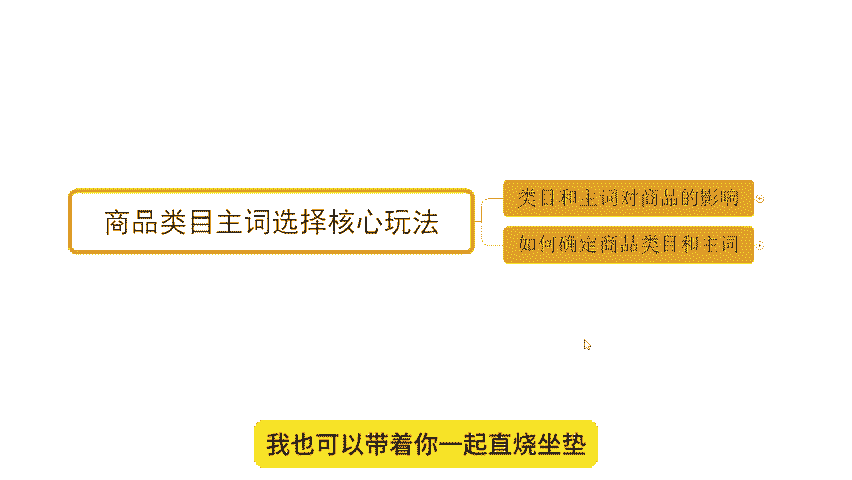 商品类目主词选择核心玩法
类目和主词对商品的影响
如何确定商品类目和主词
我也可以带着你一起直烧坐垫